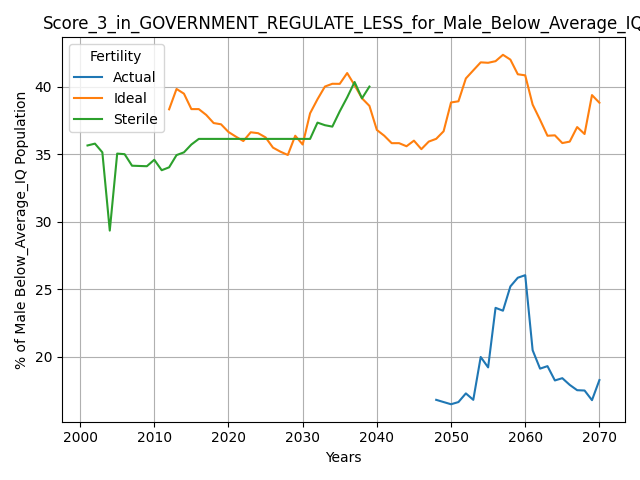 Score_3_in_GOVERNMENT_REGULATE_LESS_for_Male_Below_Average_IQ
Fertility
Actual
Ideal
Sterile
% of Male Below_Average_IQ Population
40
35
30
25
20
2000 2010 2020 2030 2040 2050 2060 2070
Years